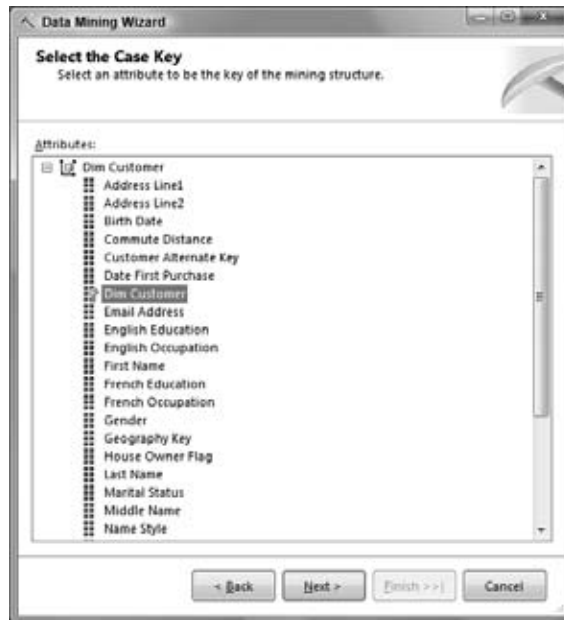 Data Mining Wizard
Select the Case Key
Select an attribute to be the key of the mining structure.
Attributes:
Dim Customer
Address Line1
Address Line2
Birth Date
Commute Distance
Customer Alternate Key
Date First Purchase
Dim Customer
Email Address
English Education
English Occupation
First Name
French Education
French Occupation
Gender
Geography Key
House Owner Flag
Last Name
Marital Status
Middle Name
Name Style
< Back Next > Finish >>| Cancel